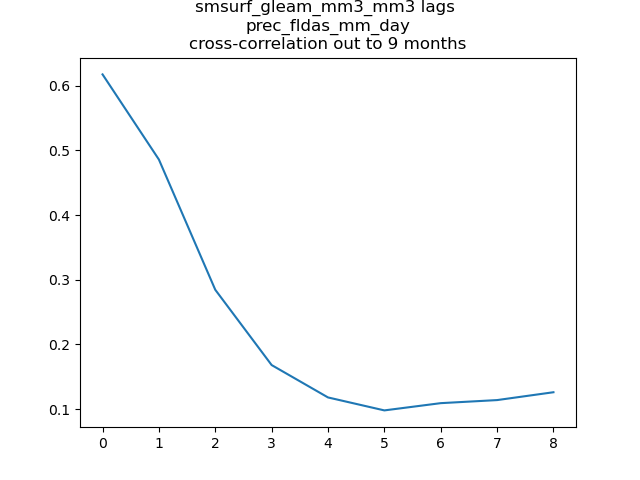 smsurf_gleam_mm3_mm3 lags
prec_fldas_mm_day
cross-correlation out to 9 months
0.6
0.5
0.4
0.3
0.2
0.1
0 1 2 3 4 5 6 7 8